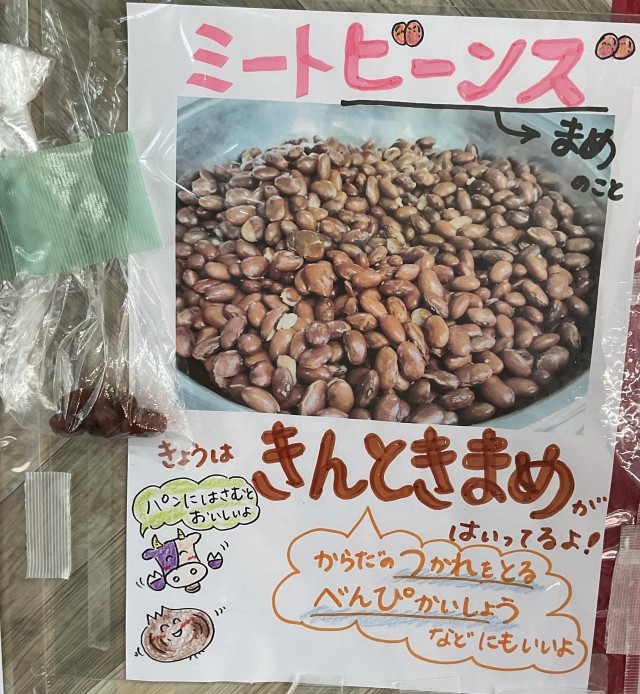 ミートビーンズ
まめ
のこと
きょうは
きんときまめが
はいってるよ!
パンにはさむと
おいしいよ
からだのつかれをとる
べんぴかいしょう
などにもいいよ